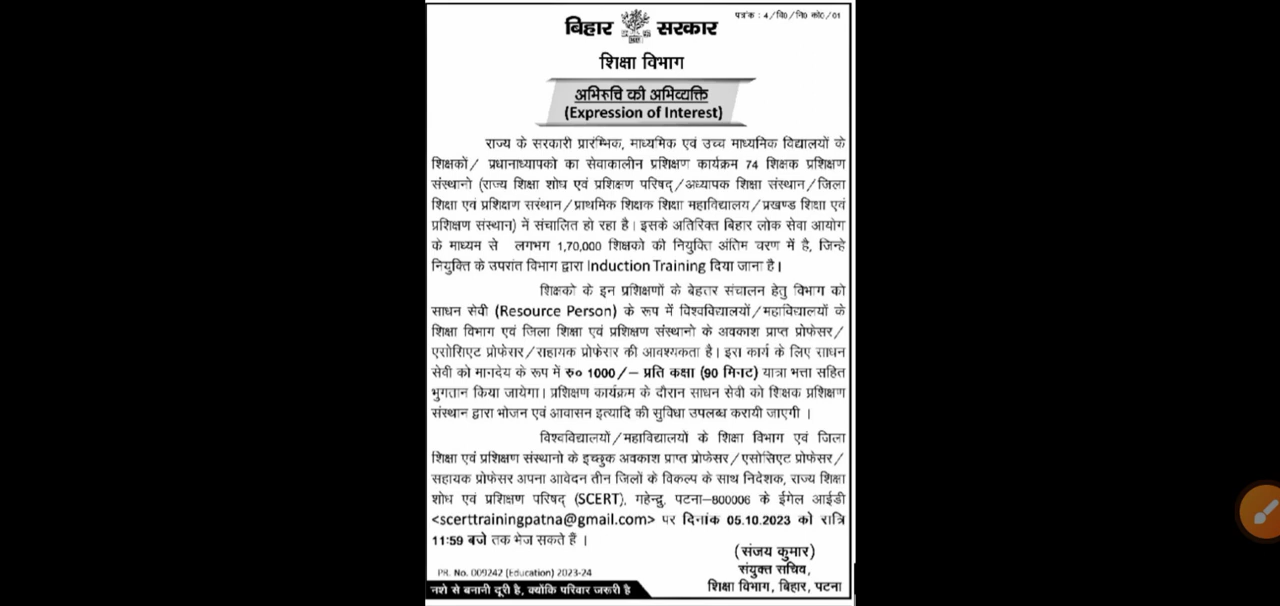 पत्रांक : 4/वि0/नि0 को0/01
बिहार सरकार
शिक्षा विभाग
अभिरुचि की अभिव्यक्ति
(Expression of Interest)
राज्य के सरकारी प्रारंम्भिक, माध्यमिक एवं उच्च माध्यमिक विद्यालयों के
शिक्षकों/ प्रधानाध्यापको का सेवाकालीन प्रशिक्षण कार्यक्रम 74 शिक्षक प्रशिक्षण
संस्थानो (राज्य शिक्षा शोध एवं प्रशिक्षण परिषद्/अध्यापक शिक्षा संस्थान/जिला
शिक्षा एवं प्रशिक्षण संस्थान/प्राथमिक शिक्षक शिक्षा महाविद्यालय/प्रखण्ड शिक्षा एवं
प्रशिक्षण संस्थान) में संचालित हो रहा है। इसके अतिरिक्त बिहार लोक सेवा आयोग
के माध्यम से लगभग 1,70,000 शिक्षको की नियुक्ति अंतिम चरण में है, जिन्हे
नियुक्ति के उपरांत विभाग द्वारा Induction Training दिया जाना है।
शिक्षको के इन प्रशिक्षणों के बेहतर संचालन हेतु विभाग को
साधन सेवी (Resource Person) के रूप में विश्वविद्यालयों/महाविद्यालयों के
शिक्षा विभाग एवं जिला शिक्षा एवं प्रशिक्षण संस्थानो के अवकाश प्राप्त प्रोफेसर/
एसोसिएट प्रोफेसर/सहायक प्रोफेसर की आवश्यकता है। इस कार्य के लिए साधन
सेवी को मानदेय के रूप में रु० 1000/– प्रति कक्षा (90 मिनट) यात्रा भत्ता सहित
भुगतान किया जायेगा। प्रशिक्षण कार्यक्रम के दौरान साधन सेवी को शिक्षक प्रशिक्षण
संस्थान द्वारा भोजन एवं आवासन इत्यादि की सुविधा उपलब्ध करायी जाएगी ।
विश्वविद्यालयों/महाविद्यालयों के शिक्षा विभाग एवं जिला
शिक्षा एवं प्रशिक्षण संस्थानो के इच्छुक अवकाश प्राप्त प्रोफेसर/एसोसिएट प्रोफेसर/
सहायक प्रोफेसर अपना आवेदन तीन जिलों के विकल्प के साथ निदेशक, राज्य शिक्षा
शोध एवं प्रशिक्षण परिषद् (SCERT), महेन्द्रु, पटना–800006 के ईमेल आईडी
<scerttrainingpatna@gmail.com> पर दिनांक 05.10.2023 को रात्रि
11:59 बजे तक भेज सकते हैं ।
(संजय कुमार)
संयुक्त सचिव,
शिक्षा विभाग, बिहार, पटना
PR. No. 009242 (Education) 2023-24
नशे से बनानी दूरी है, क्योंकि परिवार जरूरी है